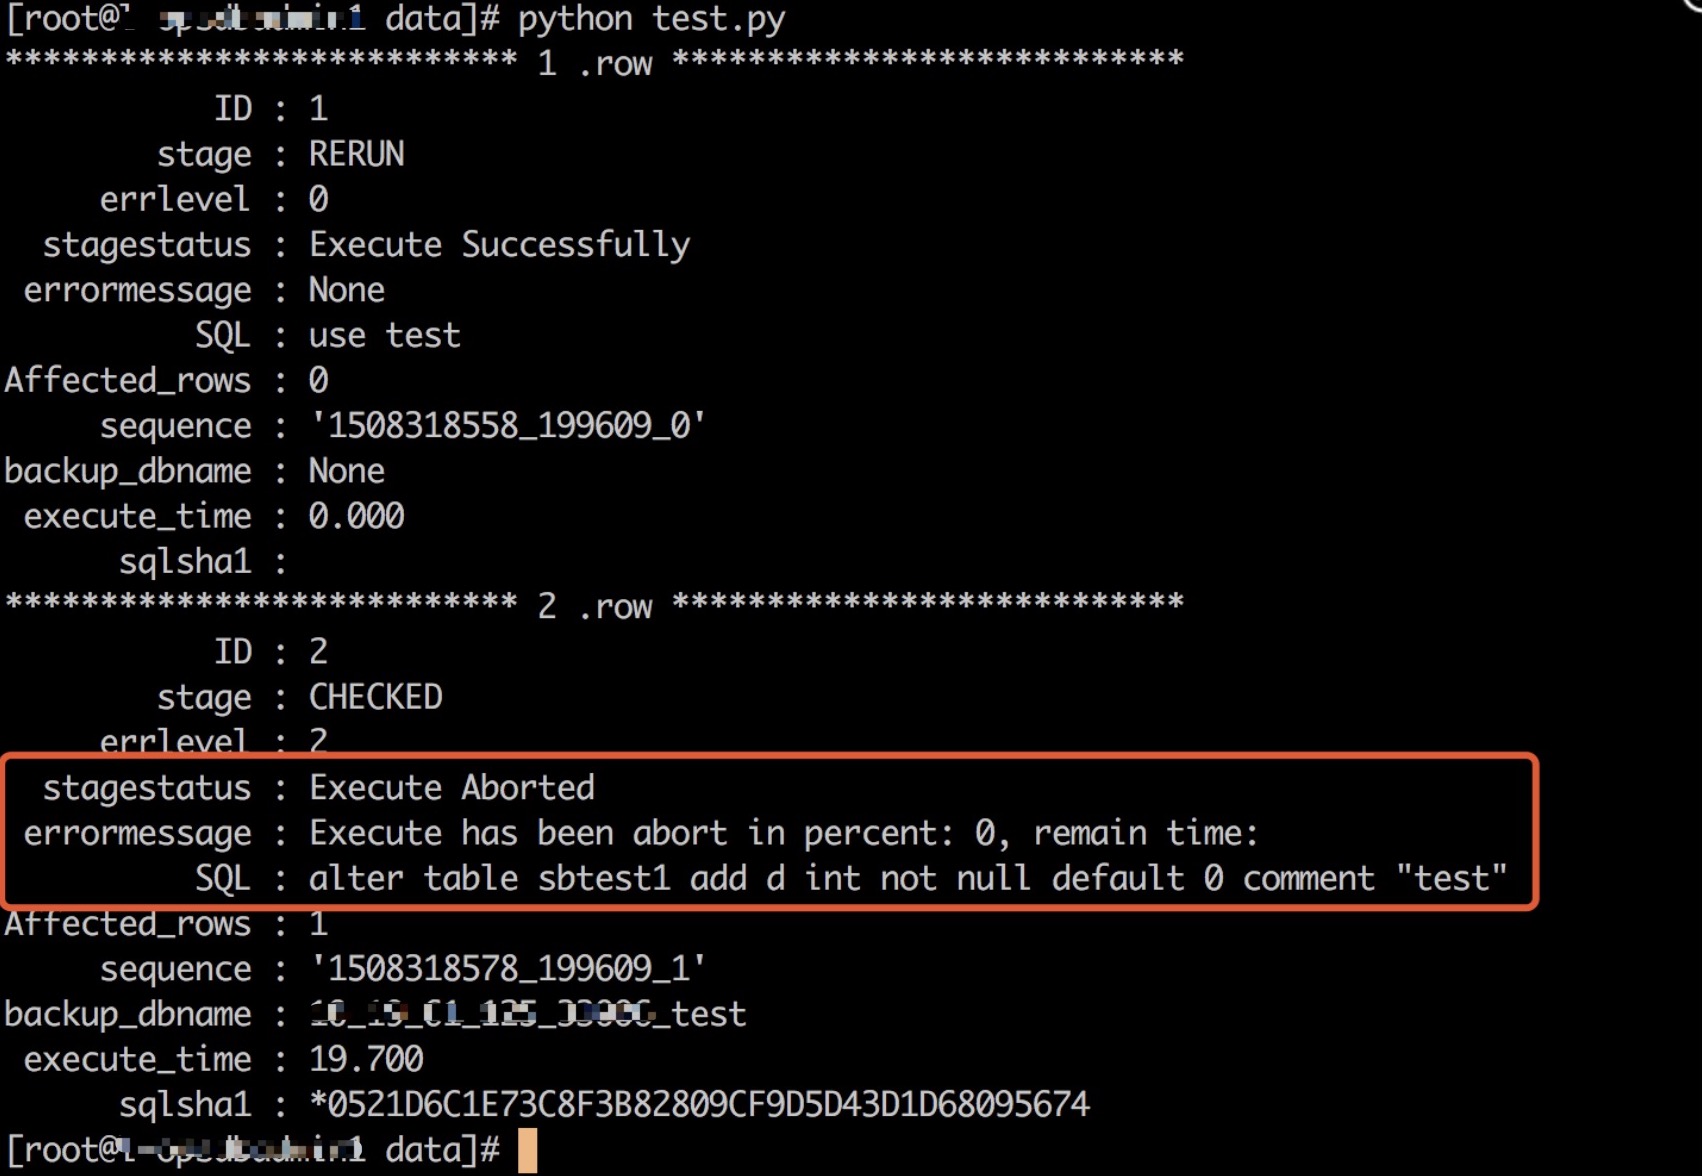 [root@ data]# python test.py
*************************** 1 .row ***************************
ID : 1
stage : RERUN
errlevel : 0
stagestatus : Execute Successfully
errormessage : None
SQL : use test
Affected_rows : 0
sequence : '1508318558_199609_0'
backup_dbname : None
execute_time : 0.000
sqlsha1 :
*************************** 2 .row ***************************
ID : 2
stage : CHECKED
errlevel : 2
stagestatus : Execute Aborted
errormessage : Execute has been abort in percent: 0, remain time:
SQL : alter table sbtest1 add d int not null default 0 comment "test"
Affected_rows : 1
sequence : '1508318578_199609_1'
backup_dbname : _test
execute_time : 19.700
sqlsha1 : *0521D6C1E73C8F3B82809CF9D5D43D1D68095674
[root@ data]#